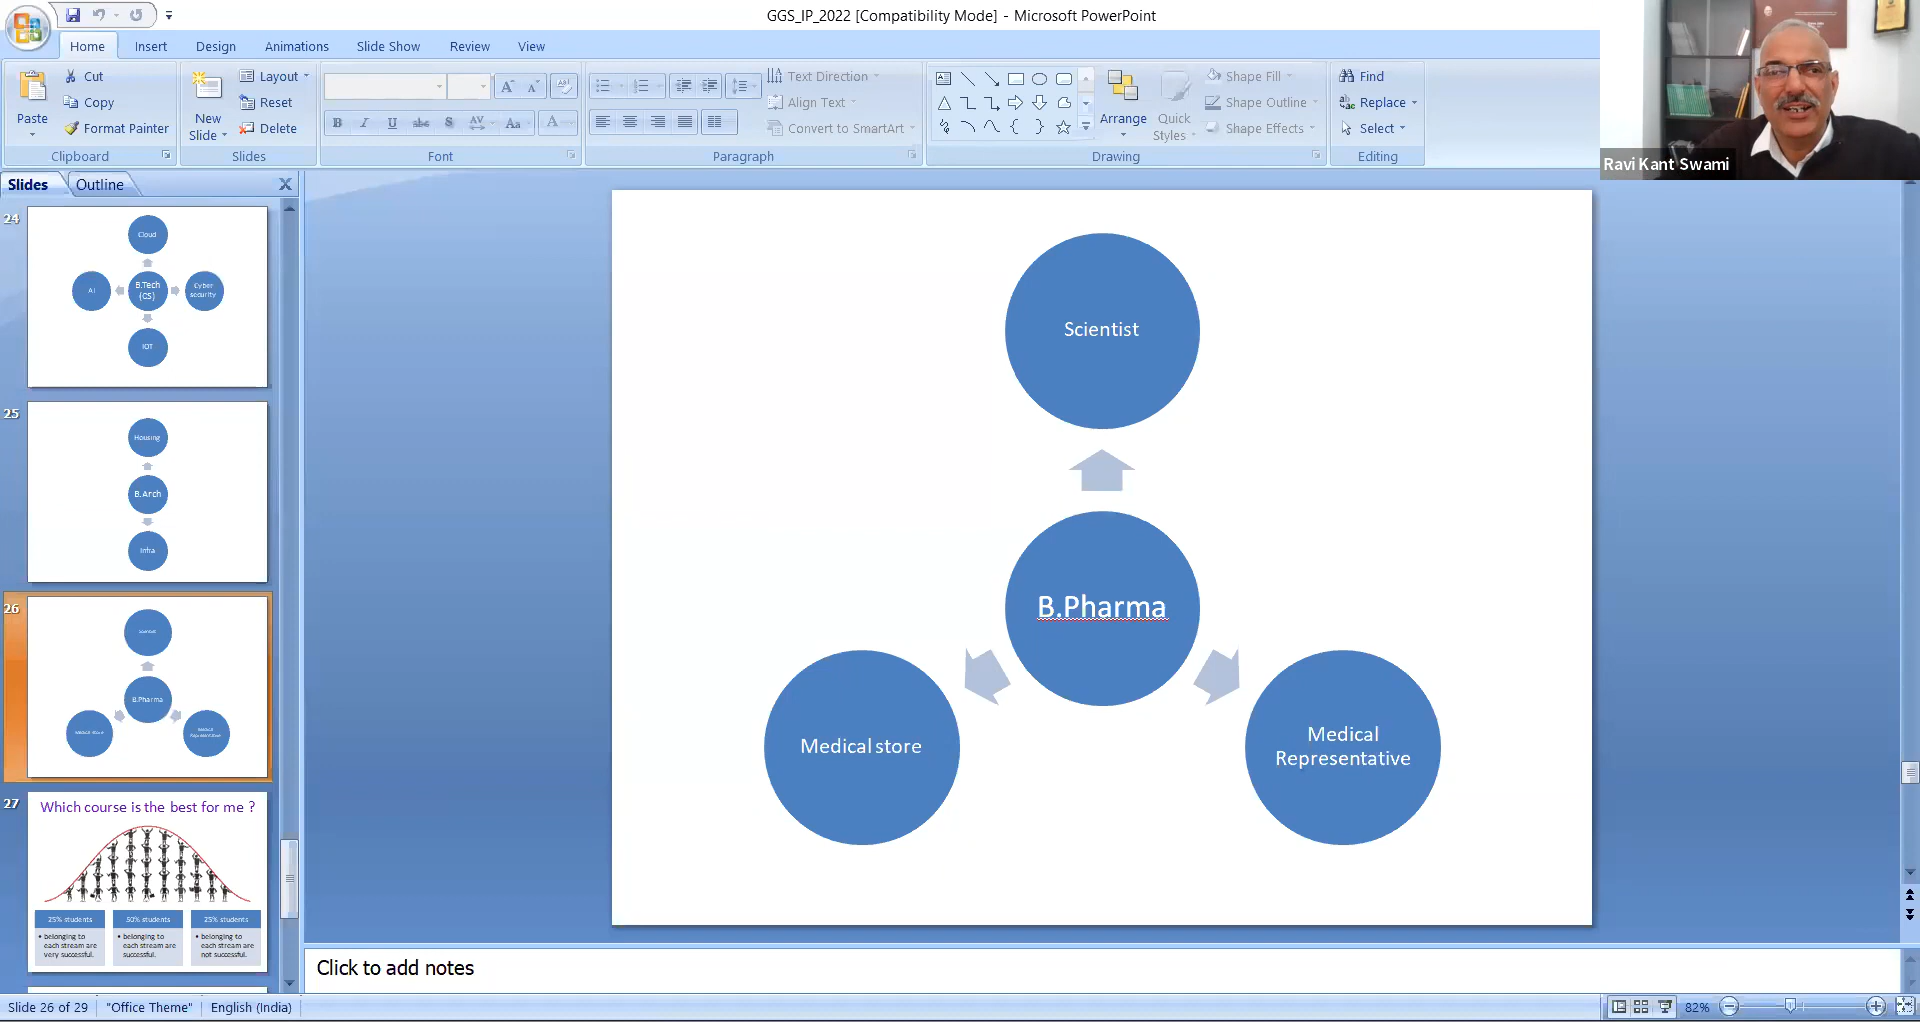 GGS_IP_2022 [Compatibility Mode] - Microsoft PowerPoint
Home Insert Design Animations Slide Show Review View
Paste
Cut
Copy
Format Painter
Clipboard
New
Slide
Layout
Reset
Delete
Slides
B I U abc S AV Aa A
Font
Text Direction
Align Text
Convert to SmartArt
Paragraph
Arrange
Quick
Styles
Shape Fill
Shape Outline
Shape Effects
Drawing
Find
Replace
Select
Editing
Ravi Kant Swami
Slides Outline
24
Cloud
AI
B.Tech
(CS)
Cyber
security
IOT
25
Housing
B.Arch
Infra
26
Scientist
B.Pharma
Medical store
Medical
Representative
27
Which course is the best for me ?
25% students
• belonging to
each stream are
very successful.
50% students
• belonging to
each stream are
successful.
25% students
• belonging to
each stream are
not successful.
Scientist
B.Pharma
Medical store
Medical
Representative
Click to add notes
Slide 26 of 29 "Office Theme" English (India) 82%